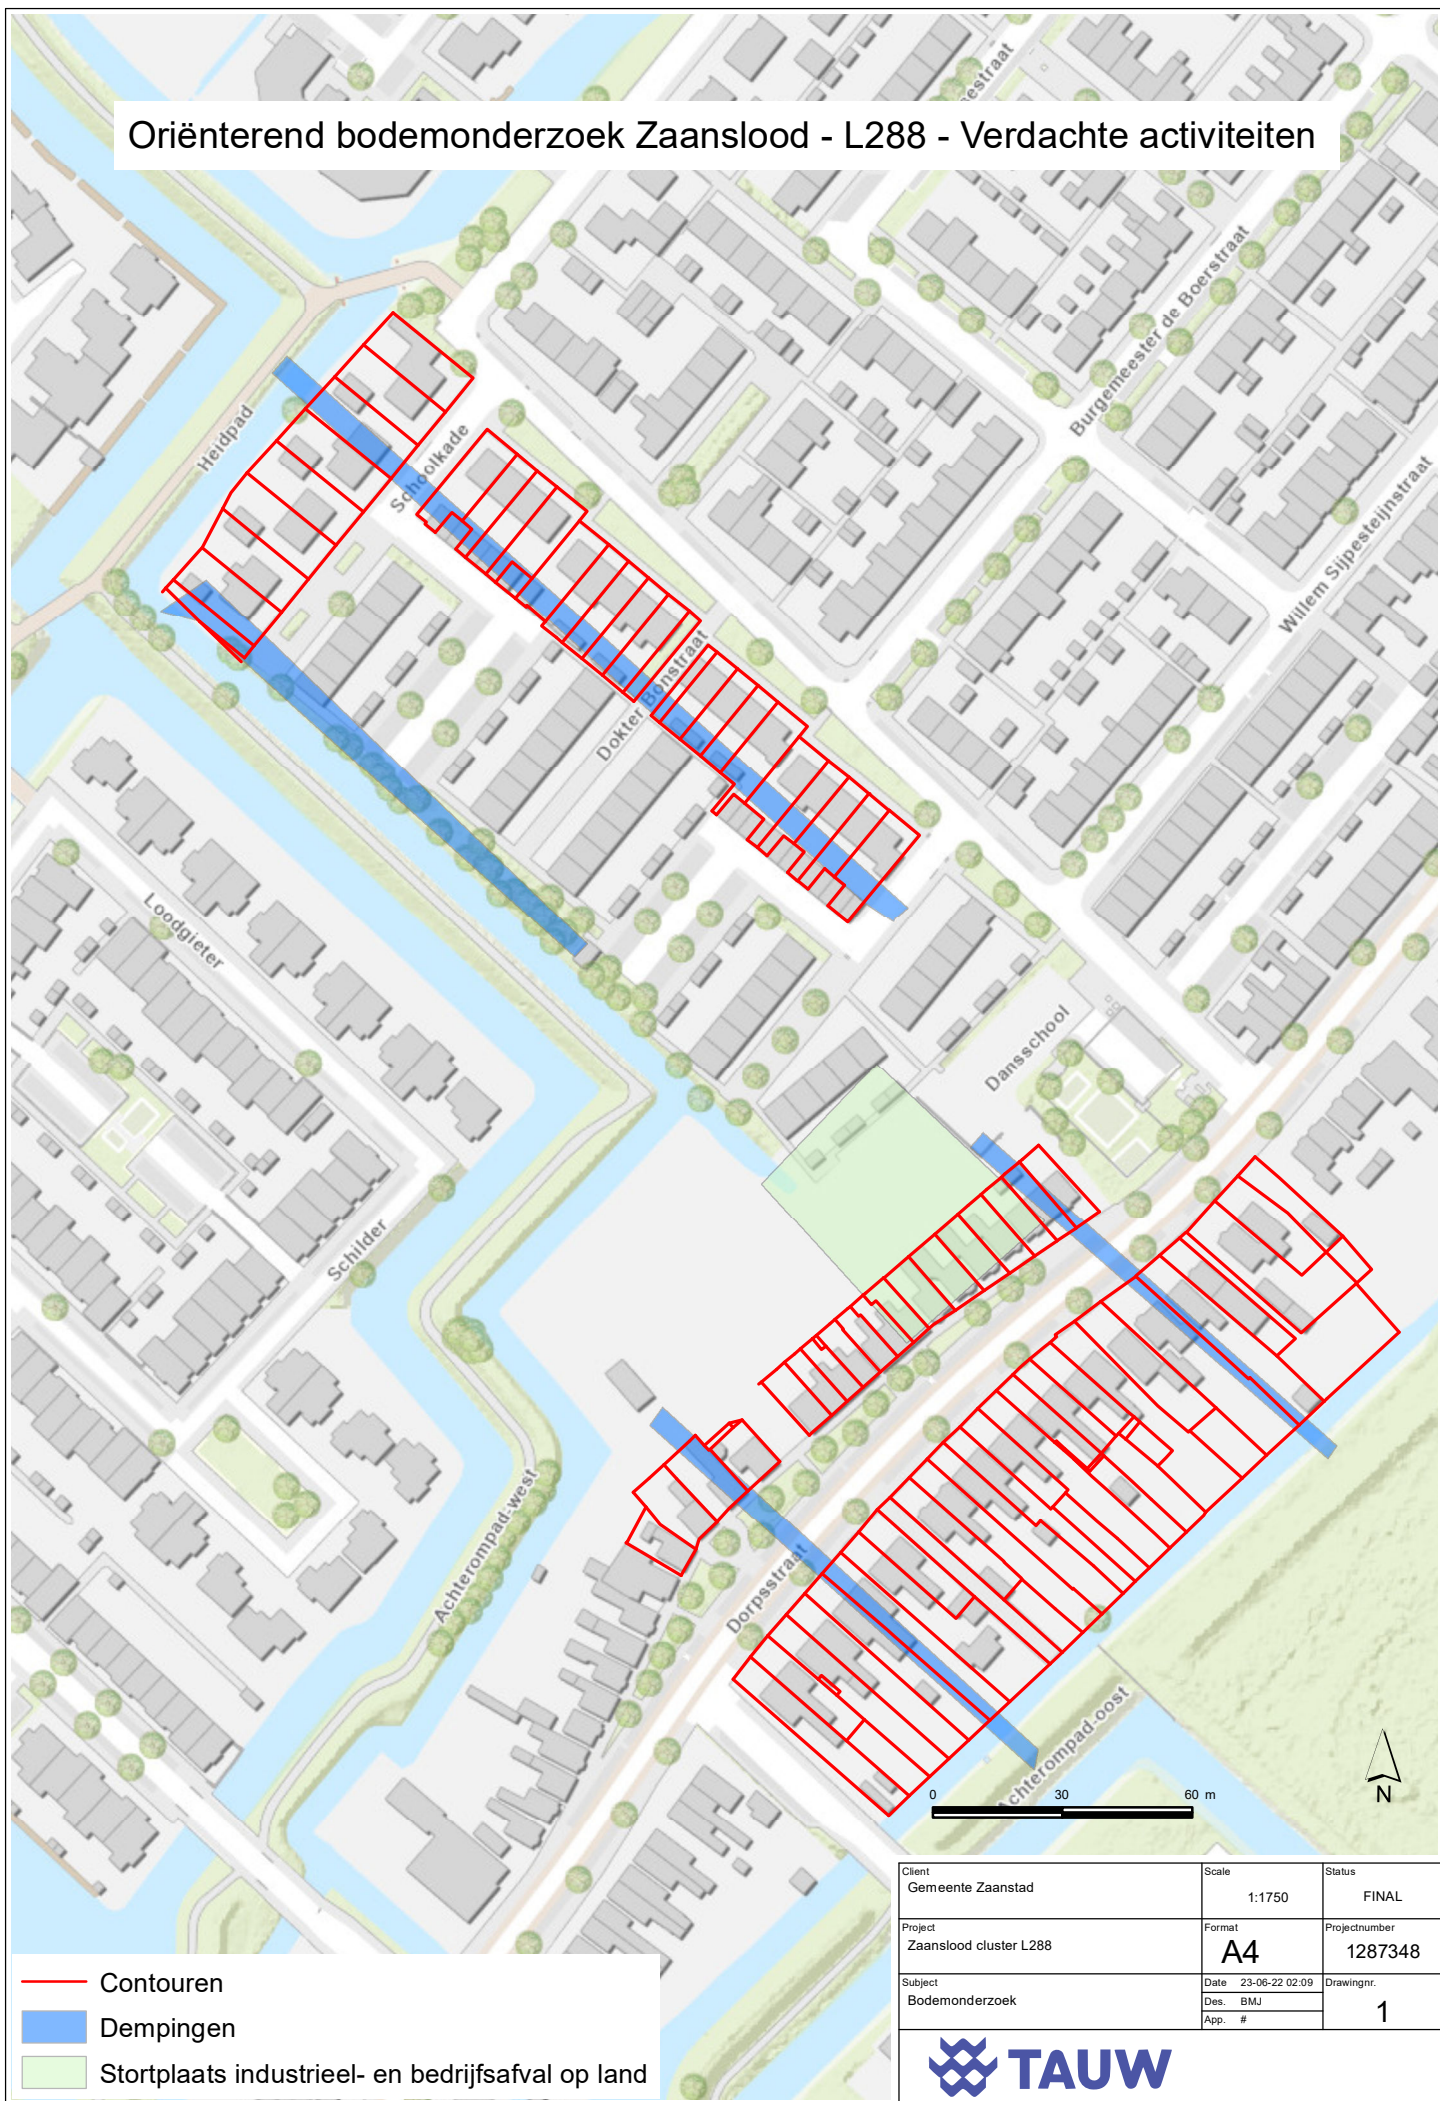 Oriënterend bodemonderzoek Zaanslood - L288 - Verdachte activiteiten
Burgemeester de Boerstraat
Heidpad
Schoolkade
Willem Sijpesteijnstraat
Dokter Bonstraat
Loodgieter
Dansschool
Schilder
Achterompad-west
Dorpsstraat
Achterompad-oost
0 30 60 m
N
Client
Gemeente Zaanstad
Scale
1:1750
Status
FINAL
Project
Zaanslood cluster L288
Format
A4
Projectnumber
1287348
Subject
Bodemonderzoek
Date 23-06-22 02:09
Des. BMJ
App. #
Drawingnr.
1
TAUW
Contouren
Dempingen
Stortplaats industrieel- en bedrijfsafval op land